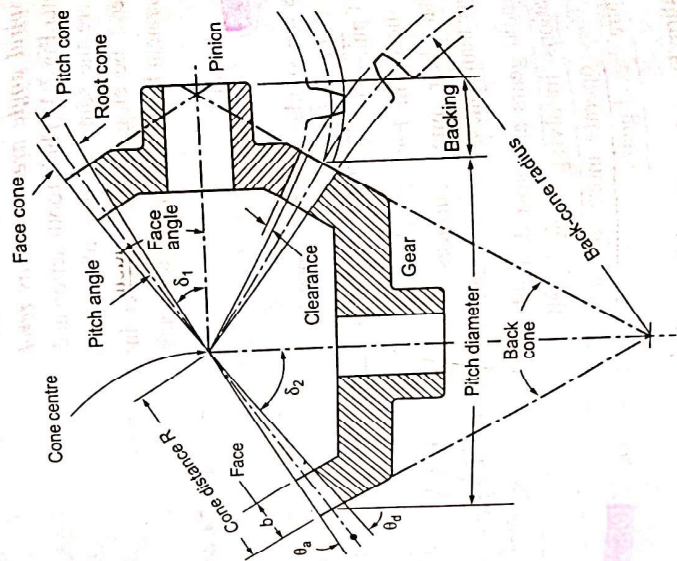 Face cone
Pitch cone
Root cone
Pitch angle
Face
angle
Pinion
δ₁
Cone centre
Cone distance R
Face
b
θₐ
θ_d
δ₂
Clearance
Gear
Backing
Pitch diameter
Back
cone
Back-cone radius